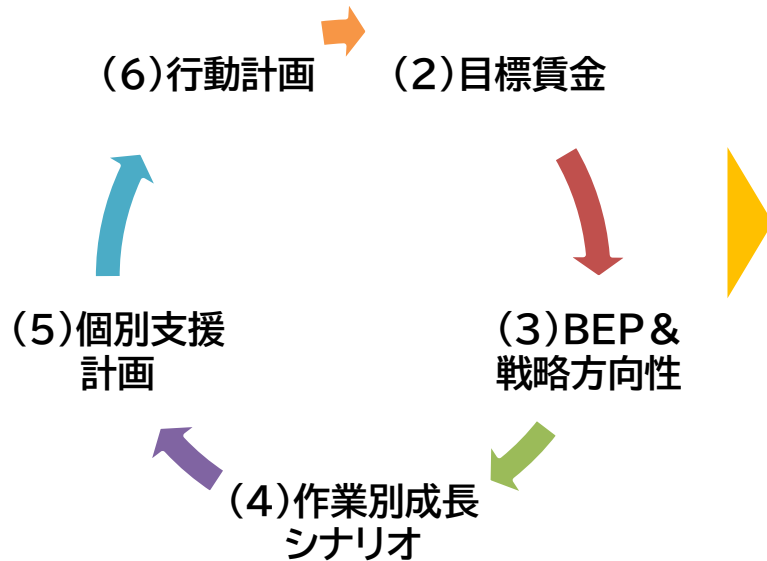 (6)行動計画
(2)目標賃金
(5)個別支援
計画
(3)BEP＆
戦略方向性
(4)作業別成長
シナリオ